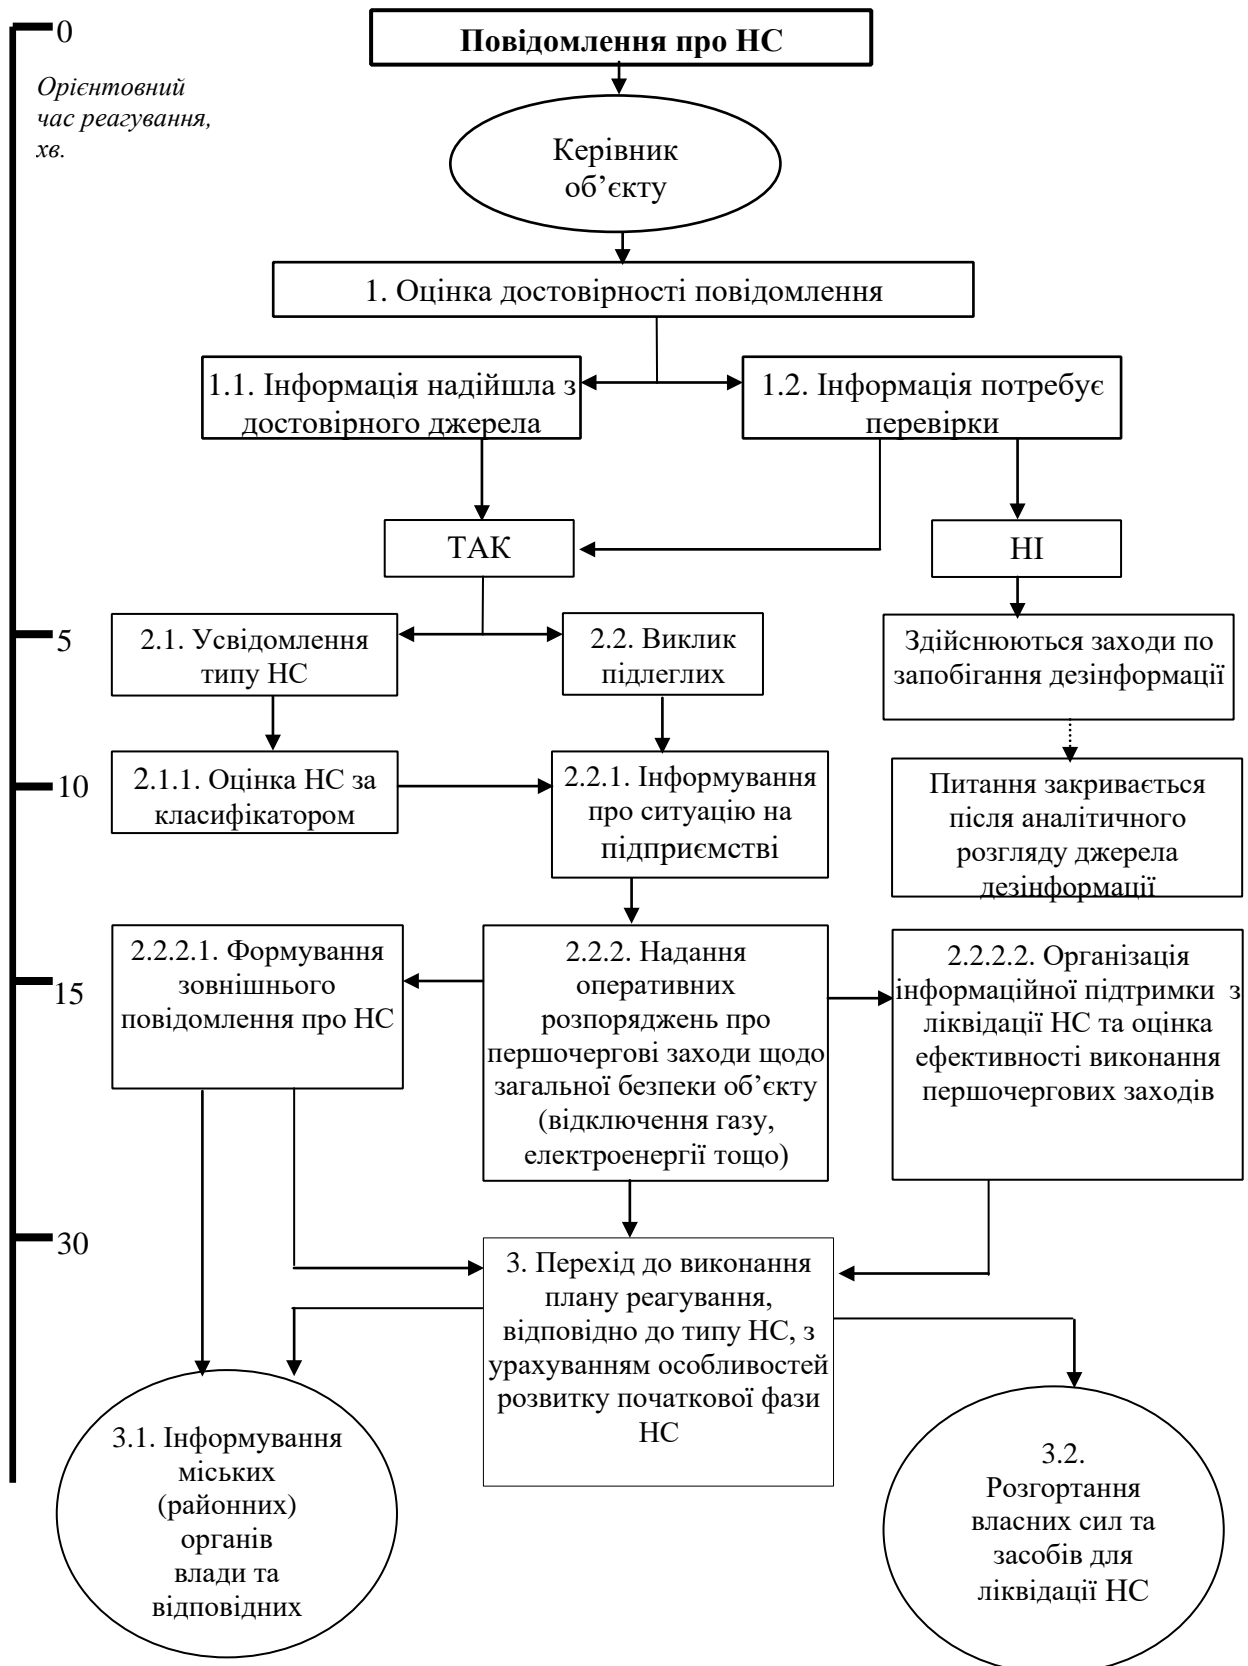 0
Повідомлення про НС
Орієнтовний
час реагування,
хв.
Керівник
об’єкту
1. Оцінка достовірності повідомлення
1.1. Інформація надійшла з
достовірного джерела
1.2. Інформація потребує
перевірки
ТАК
НІ
5
2.1. Усвідомлення
типу НС
2.2. Виклик
підлеглих
Здійснюються заходи по
запобігання дезінформації
10
2.1.1. Оцінка НС за
класифікатором
2.2.1. Інформування
про ситуацію на
підприємстві
Питання закривається
після аналітичного
розгляду джерела
дезінформації
15
2.2.2.1. Формування
зовнішнього
повідомлення про НС
2.2.2. Надання
оперативних
розпоряджень про
першочергові заходи щодо
загальної безпеки об’єкту
(відключення газу,
електроенергії тощо)
2.2.2.2. Організація
інформаційної підтримки з
ліквідації НС та оцінка
ефективності виконання
першочергових заходів
30
3. Перехід до виконання
плану реагування,
відповідно до типу НС, з
урахуванням особливостей
розвитку початкової фази
НС
3.1. Інформування
міських
(районних)
органів
влади та
відповідних
3.2.
Розгортання
власних сил та
засобів для
ліквідації НС